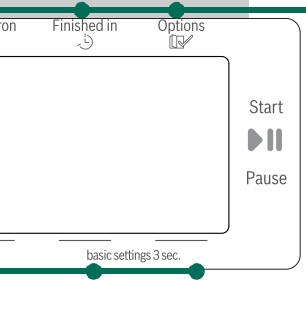 Finished in
Options
Start
Pause
basic settings 3 sec.